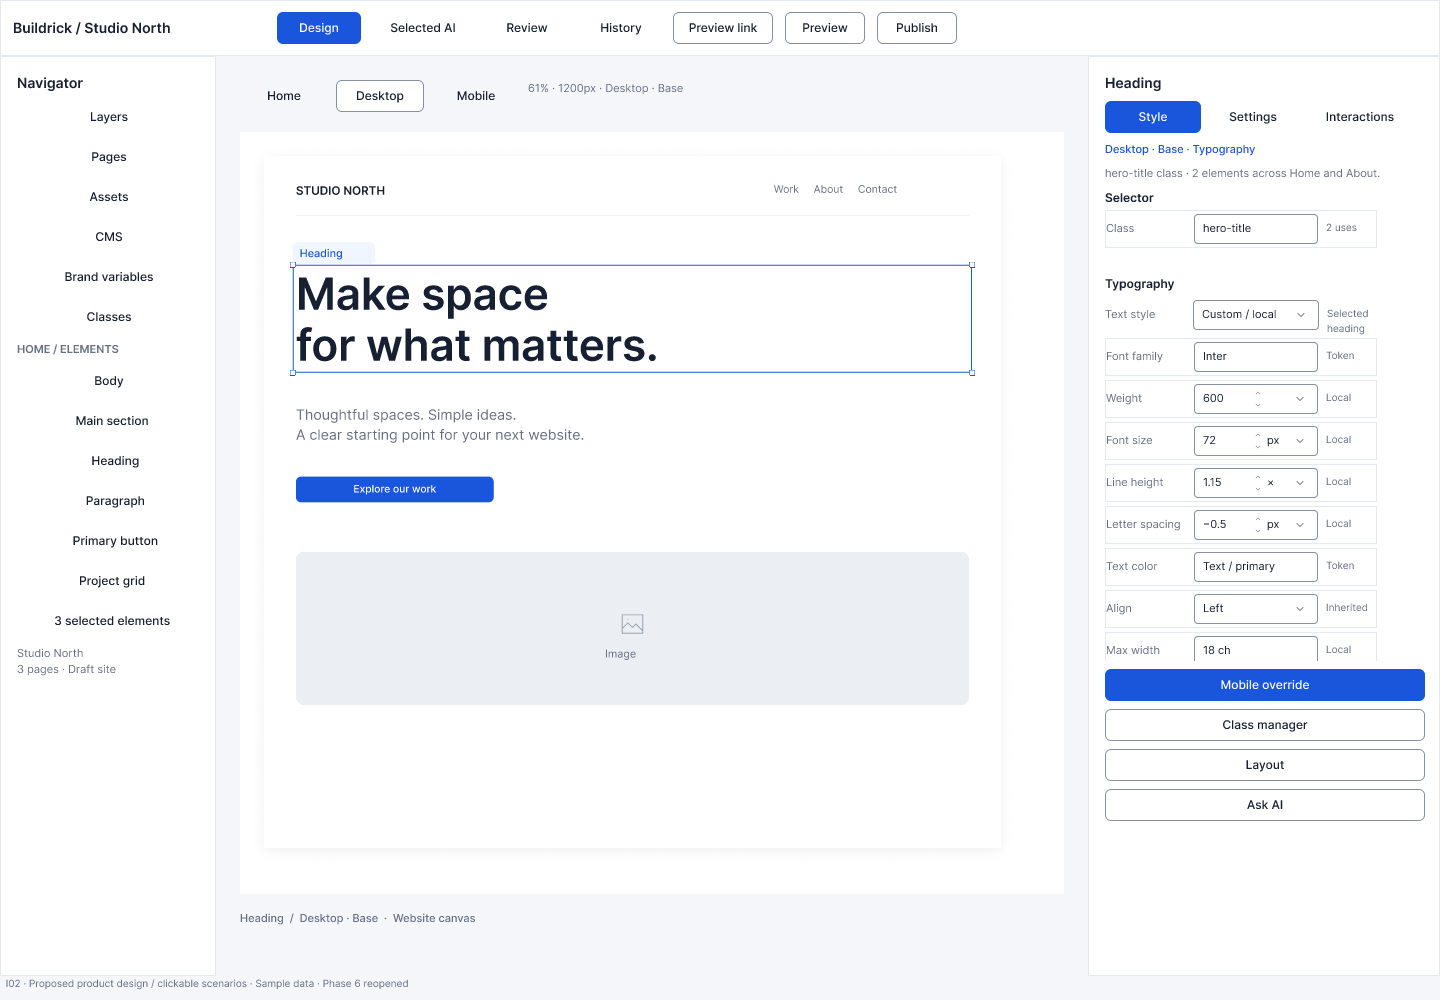 Buildrick / Studio North
Design
Selected AI
Review
History
Preview link
Preview
Publish
Navigator
Layers
Pages
Assets
CMS
Brand variables
Classes
HOME / ELEMENTS
Body
Main section
Heading
Paragraph
Primary button
Project grid
3 selected elements
Studio North
3 pages · Draft site
Home
Desktop
Mobile
61% · 1200px · Desktop · Base
STUDIO NORTH
Work
About
Contact
Heading
Make space
for what matters.
Thoughtful spaces. Simple ideas.
A clear starting point for your next website.
Explore our work
Image
Heading / Desktop · Base · Website canvas
Heading
Style
Settings
Interactions
Desktop · Base · Typography
hero-title class · 2 elements across Home and About.
Selector
Class
hero-title
2 uses
Typography
Text style
Custom / local
Selected
heading
Font family
Inter
Token
Weight
600
Local
Font size
72
px
Local
Line height
1.15
×
Local
Letter spacing
−0.5
px
Local
Text color
Text / primary
Token
Align
Left
Inherited
Max width
18 ch
Local
Mobile override
Class manager
Layout
Ask AI
I02 · Proposed product design / clickable scenarios · Sample data · Phase 6 reopened